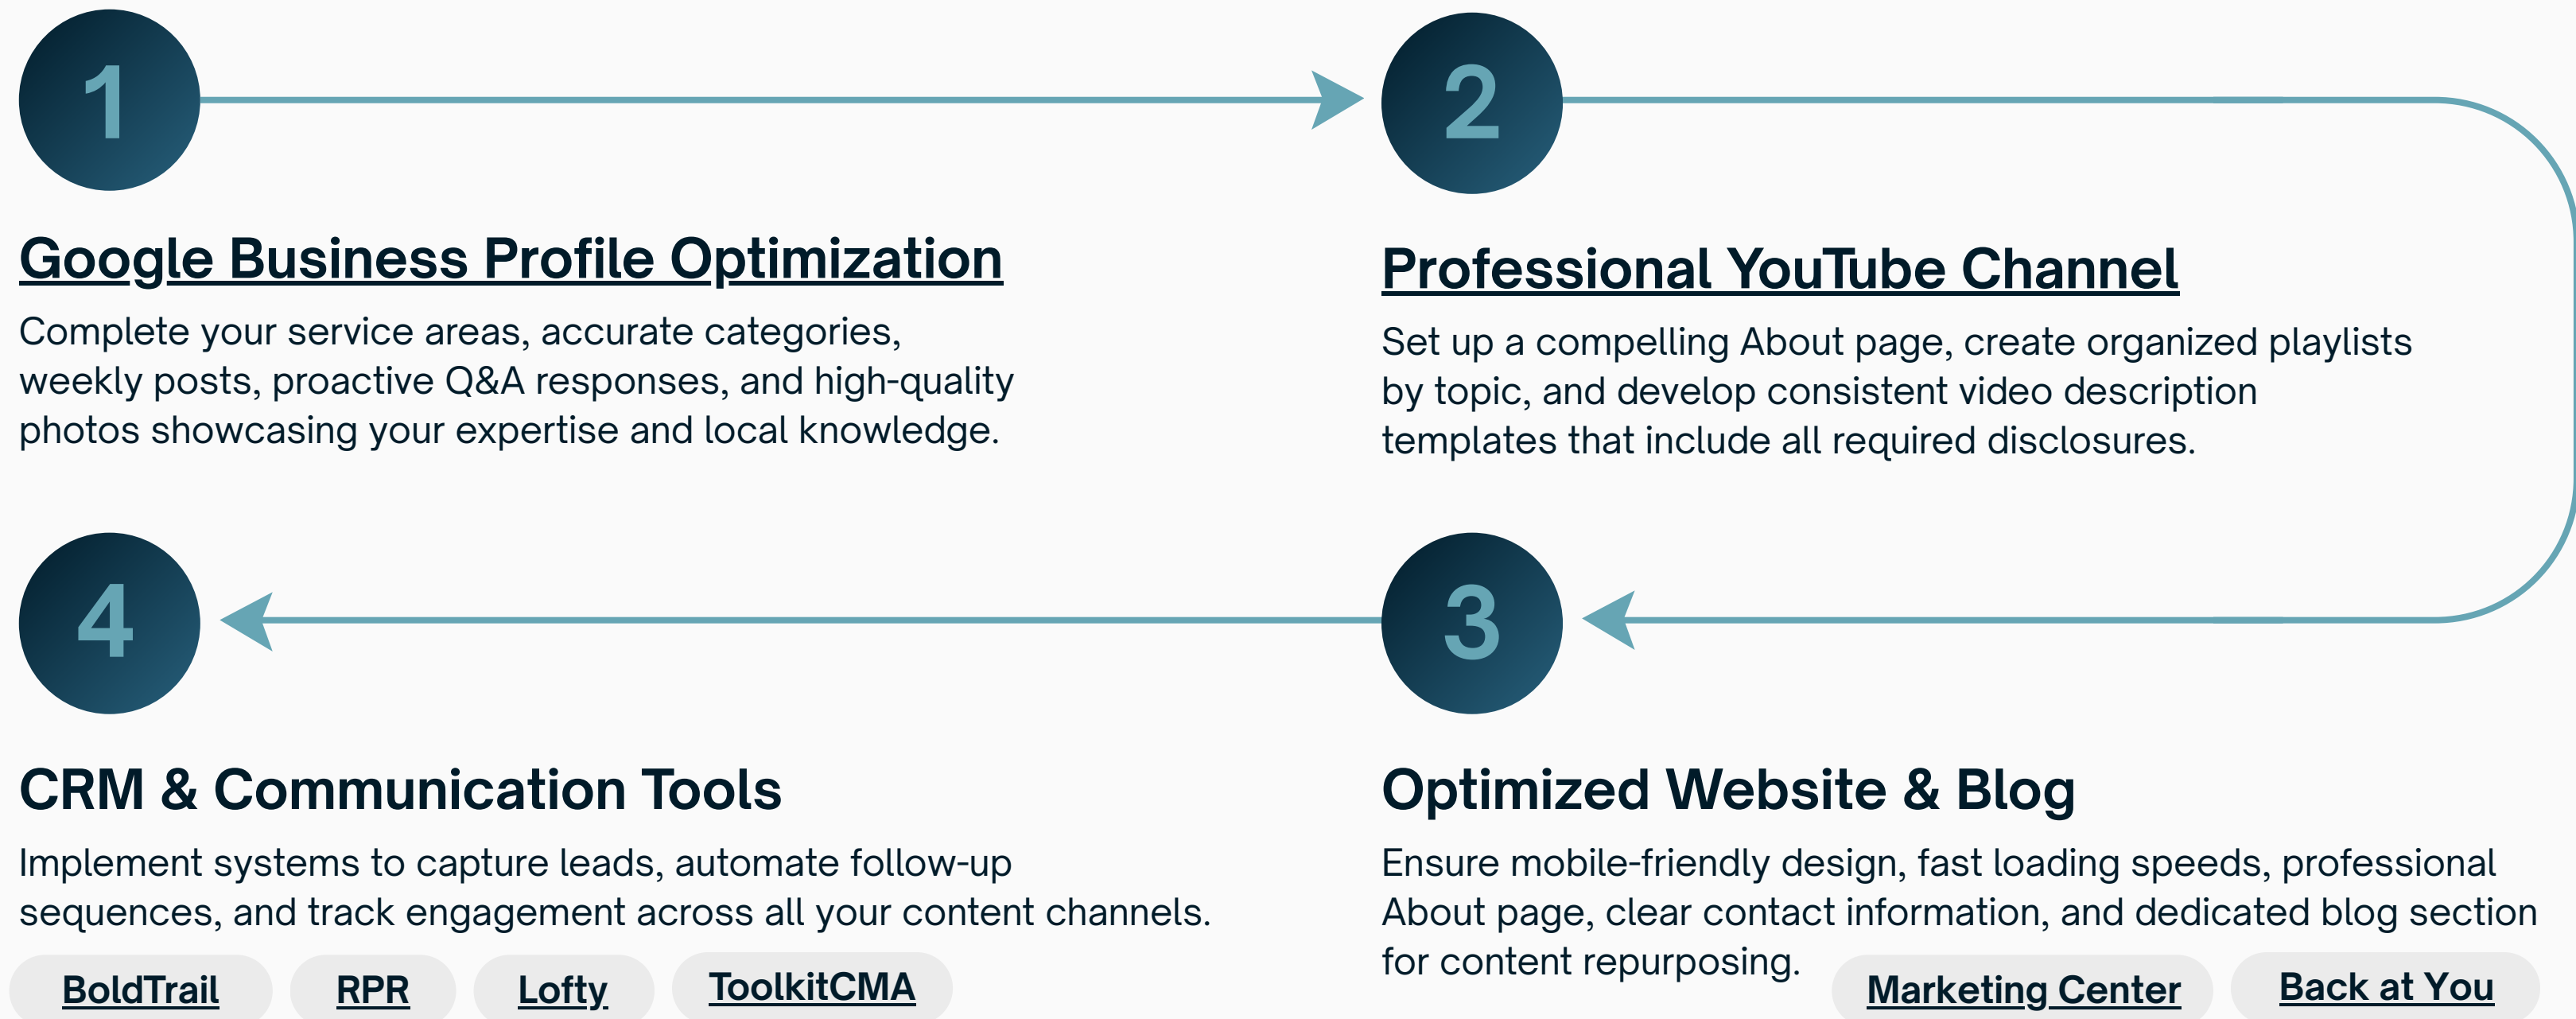 1
2
Google Business Profile Optimization
Complete your service areas, accurate categories,
weekly posts, proactive Q&A responses, and high-quality
photos showcasing your expertise and local knowledge.
Professional YouTube Channel
Set up a compelling About page, create organized playlists
by topic, and develop consistent video description
templates that include all required disclosures.
3
Optimized Website & Blog
Ensure mobile-friendly design, fast loading speeds, professional
About page, clear contact information, and dedicated blog section
for content repurposing.
Marketing Center
Back at You
4
CRM & Communication Tools
Implement systems to capture leads, automate follow-up
sequences, and track engagement across all your content channels.
BoldTrail
RPR
Lofty
ToolkitCMA